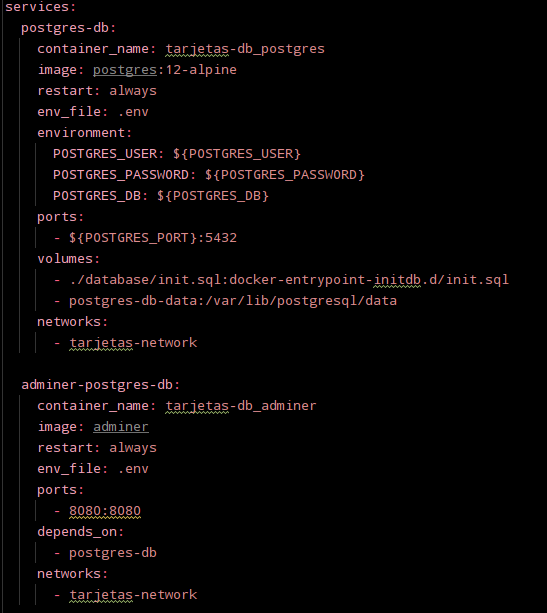 services:
postgres-db:
container_name: tarjetas-db_postgres
image: postgres:12-alpine
restart: always
env_file: .env
environment:
POSTGRES_USER: ${POSTGRES_USER}
POSTGRES_PASSWORD: ${POSTGRES_PASSWORD}
POSTGRES_DB: ${POSTGRES_DB}
ports:
- ${POSTGRES_PORT}:5432
volumes:
- ./database/init.sql:docker-entrypoint-initdb.d/init.sql
- postgres-db-data:/var/lib/postgresql/data
networks:
- tarjetas-network
adminer-postgres-db:
container_name: tarjetas-db_adminer
image: adminer
restart: always
env_file: .env
ports:
- 8080:8080
depends_on:
- postgres-db
networks:
- tarjetas-network